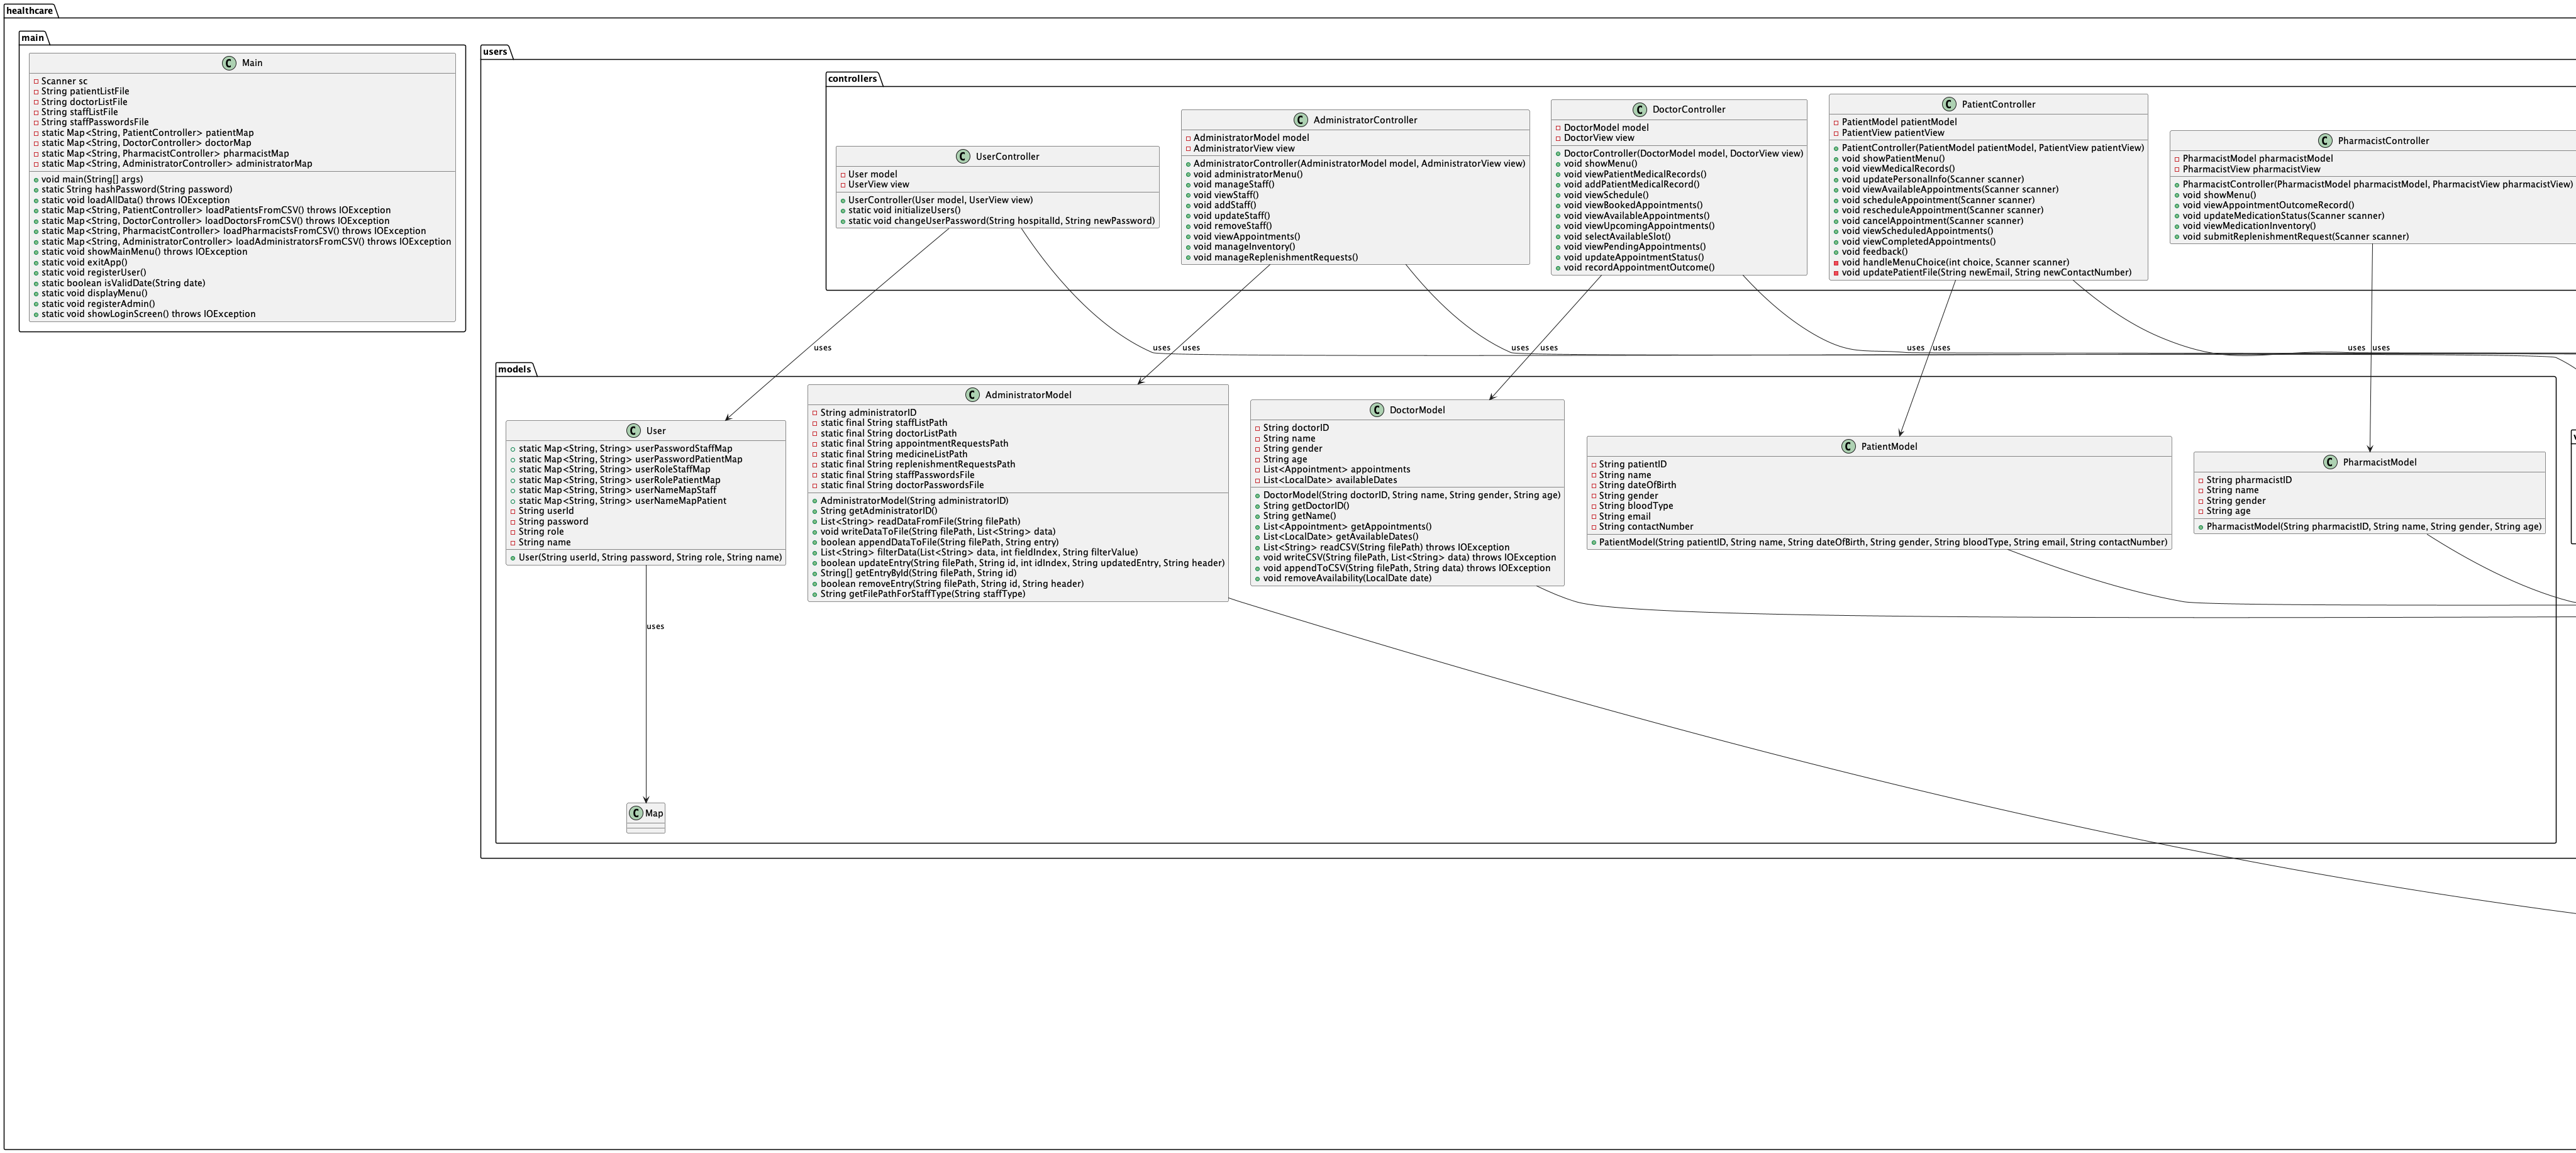 healthcare
main
Main
Scanner sc
String patientListFile
String doctorListFile
String staffListFile
String staffPasswordsFile
static Map<String, PatientController> patientMap
static Map<String, DoctorController> doctorMap
static Map<String, PharmacistController> pharmacistMap
static Map<String, AdministratorController> administratorMap
void main(String[] args)
static String hashPassword(String password)
static void loadAllData() throws IOException
static Map<String, PatientController> loadPatientsFromCSV() throws IOException
static Map<String, DoctorController> loadDoctorsFromCSV() throws IOException
static Map<String, PharmacistController> loadPharmacistsFromCSV() throws IOException
static Map<String, AdministratorController> loadAdministratorsFromCSV() throws IOException
static void showMainMenu() throws IOException
static void exitApp()
static void registerUser()
static boolean isValidDate(String date)
static void displayMenu()
static void registerAdmin()
static void showLoginScreen() throws IOException
users
controllers
UserController
User model
UserView view
UserController(User model, UserView view)
static void initializeUsers()
static void changeUserPassword(String hospitalId, String newPassword)
AdministratorController
AdministratorModel model
AdministratorView view
AdministratorController(AdministratorModel model, AdministratorView view)
void administratorMenu()
void manageStaff()
void viewStaff()
void addStaff()
void updateStaff()
void removeStaff()
void viewAppointments()
void manageInventory()
void manageReplenishmentRequests()
DoctorController
DoctorModel model
DoctorView view
DoctorController(DoctorModel model, DoctorView view)
void showMenu()
void viewPatientMedicalRecords()
void addPatientMedicalRecord()
void viewSchedule()
void viewBookedAppointments()
void viewAvailableAppointments()
void viewUpcomingAppointments()
void selectAvailableSlot()
void viewPendingAppointments()
void updateAppointmentStatus()
void recordAppointmentOutcome()
PatientController
PatientModel patientModel
PatientView patientView
PatientController(PatientModel patientModel, PatientView patientView)
void showPatientMenu()
void viewMedicalRecords()
void updatePersonalInfo(Scanner scanner)
void viewAvailableAppointments(Scanner scanner)
void scheduleAppointment(Scanner scanner)
void rescheduleAppointment(Scanner scanner)
void cancelAppointment(Scanner scanner)
void viewScheduledAppointments()
void viewCompletedAppointments()
void feedback()
void handleMenuChoice(int choice, Scanner scanner)
void updatePatientFile(String newEmail, String newContactNumber)
PharmacistController
PharmacistModel pharmacistModel
PharmacistView pharmacistView
PharmacistController(PharmacistModel pharmacistModel, PharmacistView pharmacistView)
void showMenu()
void viewAppointmentOutcomeRecord()
void updateMedicationStatus(Scanner scanner)
void viewMedicationInventory()
void submitReplenishmentRequest(Scanner scanner)
uses
uses
uses
uses
uses
uses
uses
uses
uses
models
User
static Map<String, String> userPasswordStaffMap
static Map<String, String> userPasswordPatientMap
static Map<String, String> userRoleStaffMap
static Map<String, String> userRolePatientMap
static Map<String, String> userNameMapStaff
static Map<String, String> userNameMapPatient
String userId
String password
String role
String name
User(String userId, String password, String role, String name)
AdministratorModel
String administratorID
static final String staffListPath
static final String doctorListPath
static final String appointmentRequestsPath
static final String medicineListPath
static final String replenishmentRequestsPath
static final String staffPasswordsFile
static final String doctorPasswordsFile
AdministratorModel(String administratorID)
String getAdministratorID()
List<String> readDataFromFile(String filePath)
void writeDataToFile(String filePath, List<String> data)
boolean appendDataToFile(String filePath, String entry)
List<String> filterData(List<String> data, int fieldIndex, String filterValue)
boolean updateEntry(String filePath, String id, int idIndex, String updatedEntry, String header)
String[] getEntryById(String filePath, String id)
boolean removeEntry(String filePath, String id, String header)
String getFilePathForStaffType(String staffType)
DoctorModel
String doctorID
String name
String gender
String age
List<Appointment> appointments
List<LocalDate> availableDates
DoctorModel(String doctorID, String name, String gender, String age)
String getDoctorID()
String getName()
List<Appointment> getAppointments()
List<LocalDate> getAvailableDates()
List<String> readCSV(String filePath) throws IOException
void writeCSV(String filePath, List<String> data) throws IOException
void appendToCSV(String filePath, String data) throws IOException
void removeAvailability(LocalDate date)
PatientModel
String patientID
String name
String dateOfBirth
String gender
String bloodType
String email
String contactNumber
PatientModel(String patientID, String name, String dateOfBirth, String gender, String bloodType, String email, String contactNumber)
PharmacistModel
String pharmacistID
String name
String gender
String age
PharmacistModel(String pharmacistID, String name, String gender, String age)
uses
Map